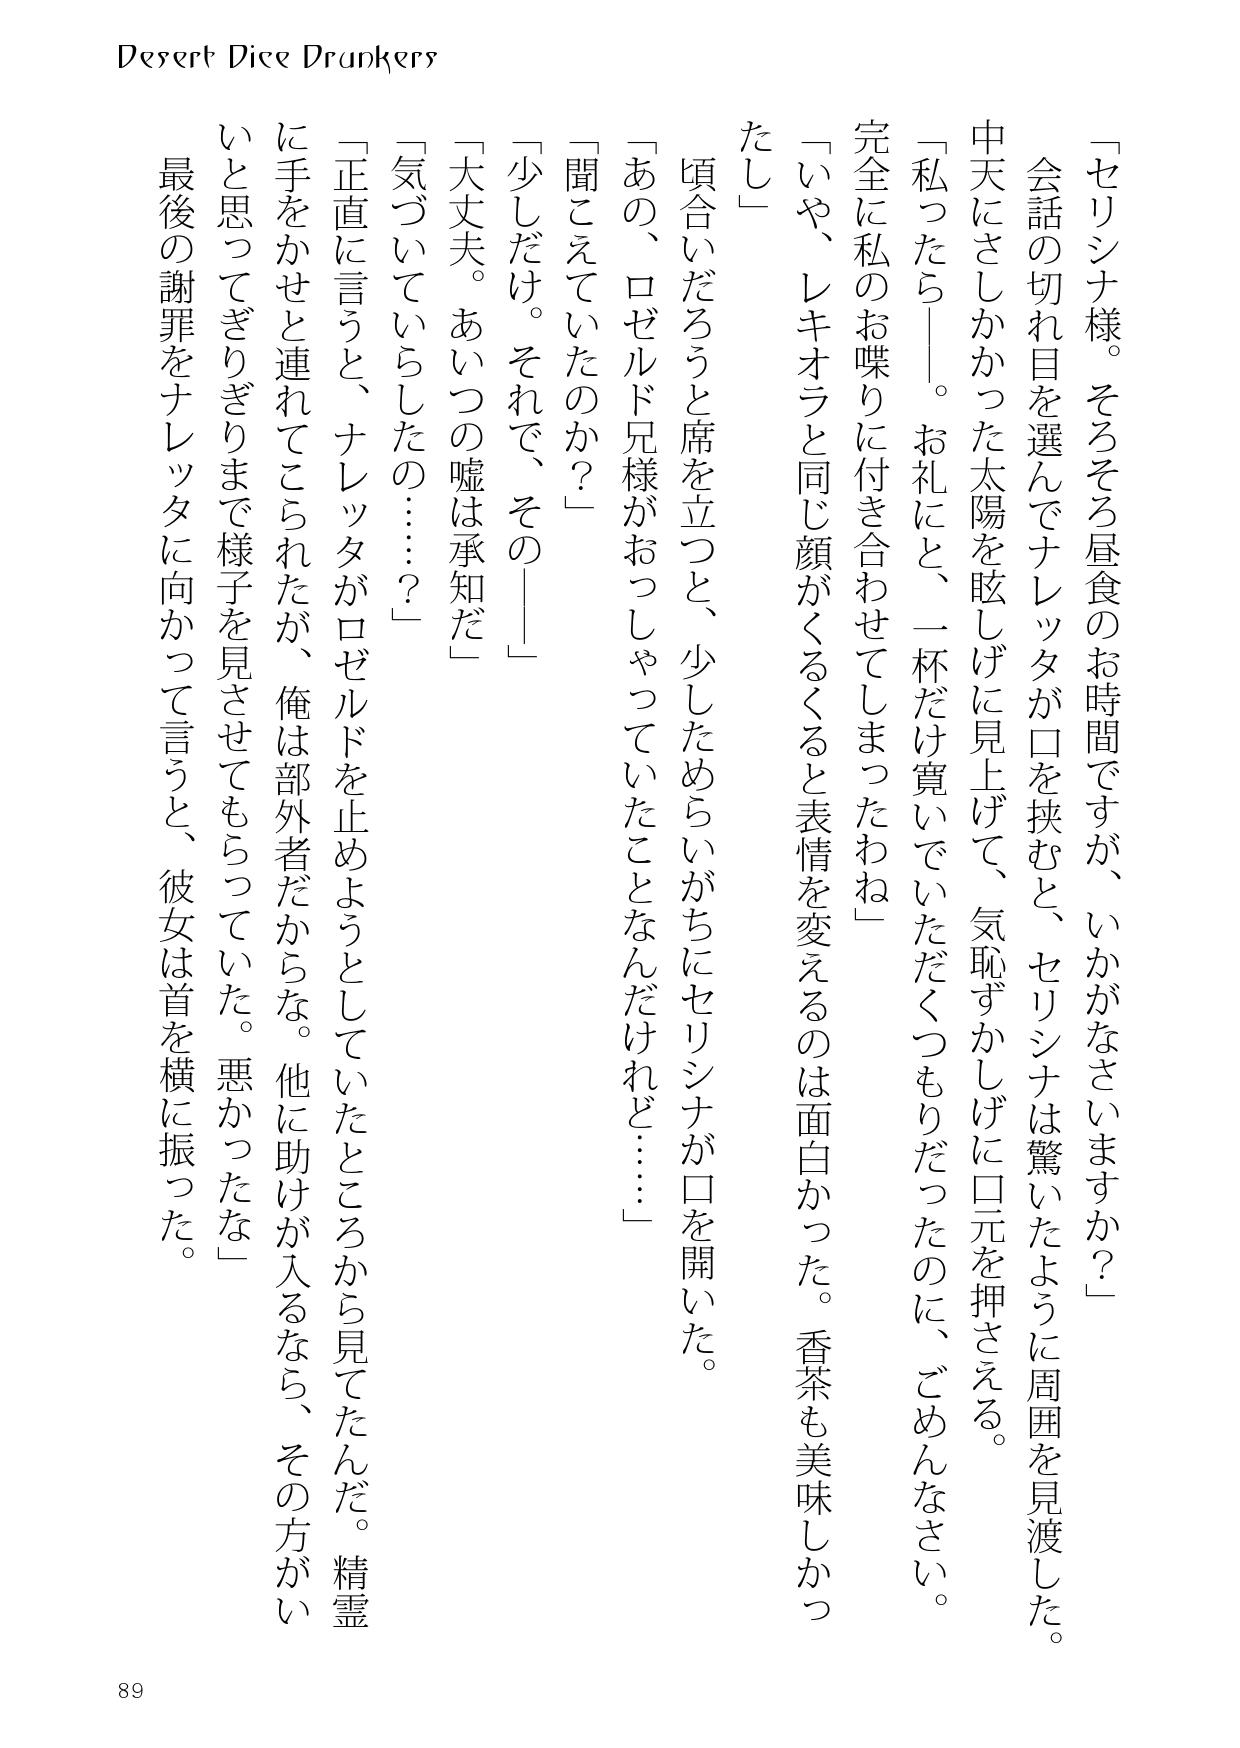 Desert Dice Drunkers
「セリシナ様。そろそろ昼食のお時間ですが、いかがなさいますか？」
　会話の切れ目を選んでナレッタが口を挟むと、セリシナは驚いたように周囲を見渡した。
中天にさしかかった太陽を眩しげに見上げて、気恥ずかしげに口元を押さえる。
「私ったら――。お礼にと、一杯だけ寛いでいただくつもりだったのに、ごめんなさい。
完全に私のお喋りに付き合わせてしまったわね」
「いや、レキオラと同じ顔がくるくると表情を変えるのは面白かった。香茶も美味しかっ
たし」
　頃合いだろうと席を立つと、少しためらいがちにセリシナが口を開いた。
「あの、ロゼルド兄様がおっしゃっていたことなんだけれど……」
「聞こえていたのか？」
「少しだけ。それで、その――」
「大丈夫。あいつの嘘は承知だ」
「気づいていらしたの……？」
「正直に言うと、ナレッタがロゼルドを止めようとしていたところから見てたんだ。精霊
に手をかせと連れてこられたが、俺は部外者だからな。他に助けが入るなら、その方がい
いと思ってぎりぎりまで様子を見させてもらっていた。悪かったな」
　最後の謝罪をナレッタに向かって言うと、彼女は首を横に振った。
89